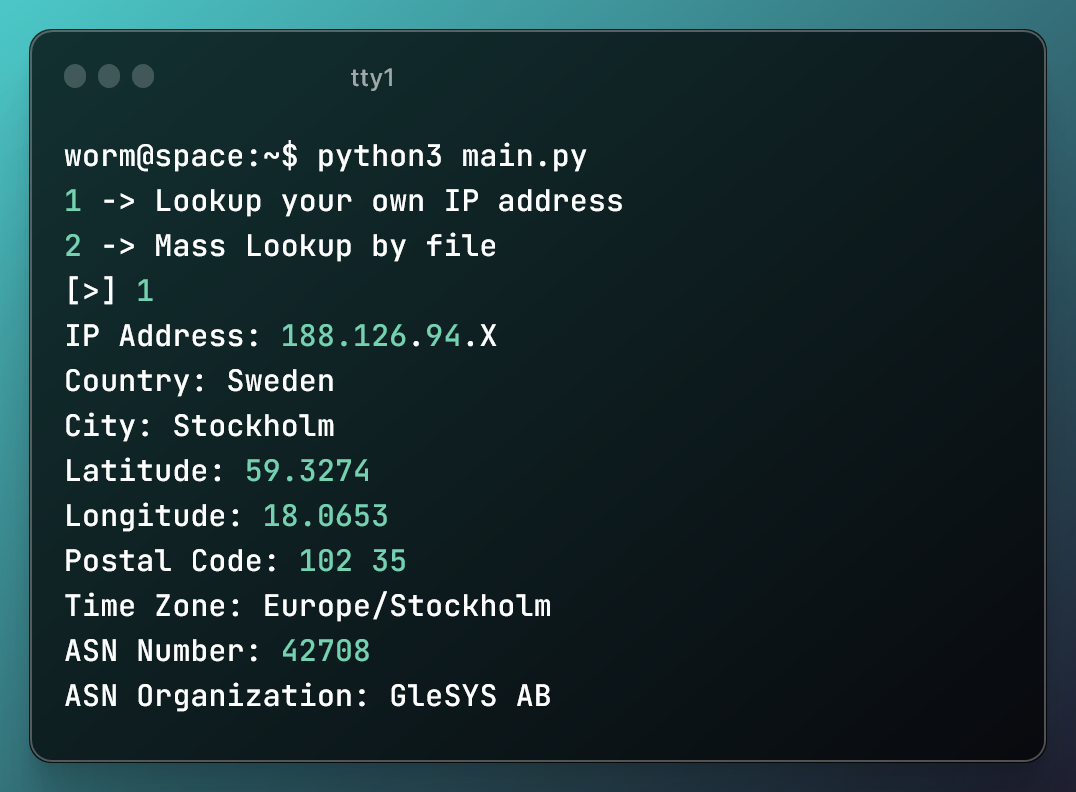 tty1
worm@space:~$ python3 main.py
1 -> Lookup your own IP address
2 -> Mass Lookup by file
[>] 1
IP Address: 188.126.94.X
Country: Sweden
City: Stockholm
Latitude: 59.3274
Longitude: 18.0653
Postal Code: 102 35
Time Zone: Europe/Stockholm
ASN Number: 42708
ASN Organization: GleSYS AB